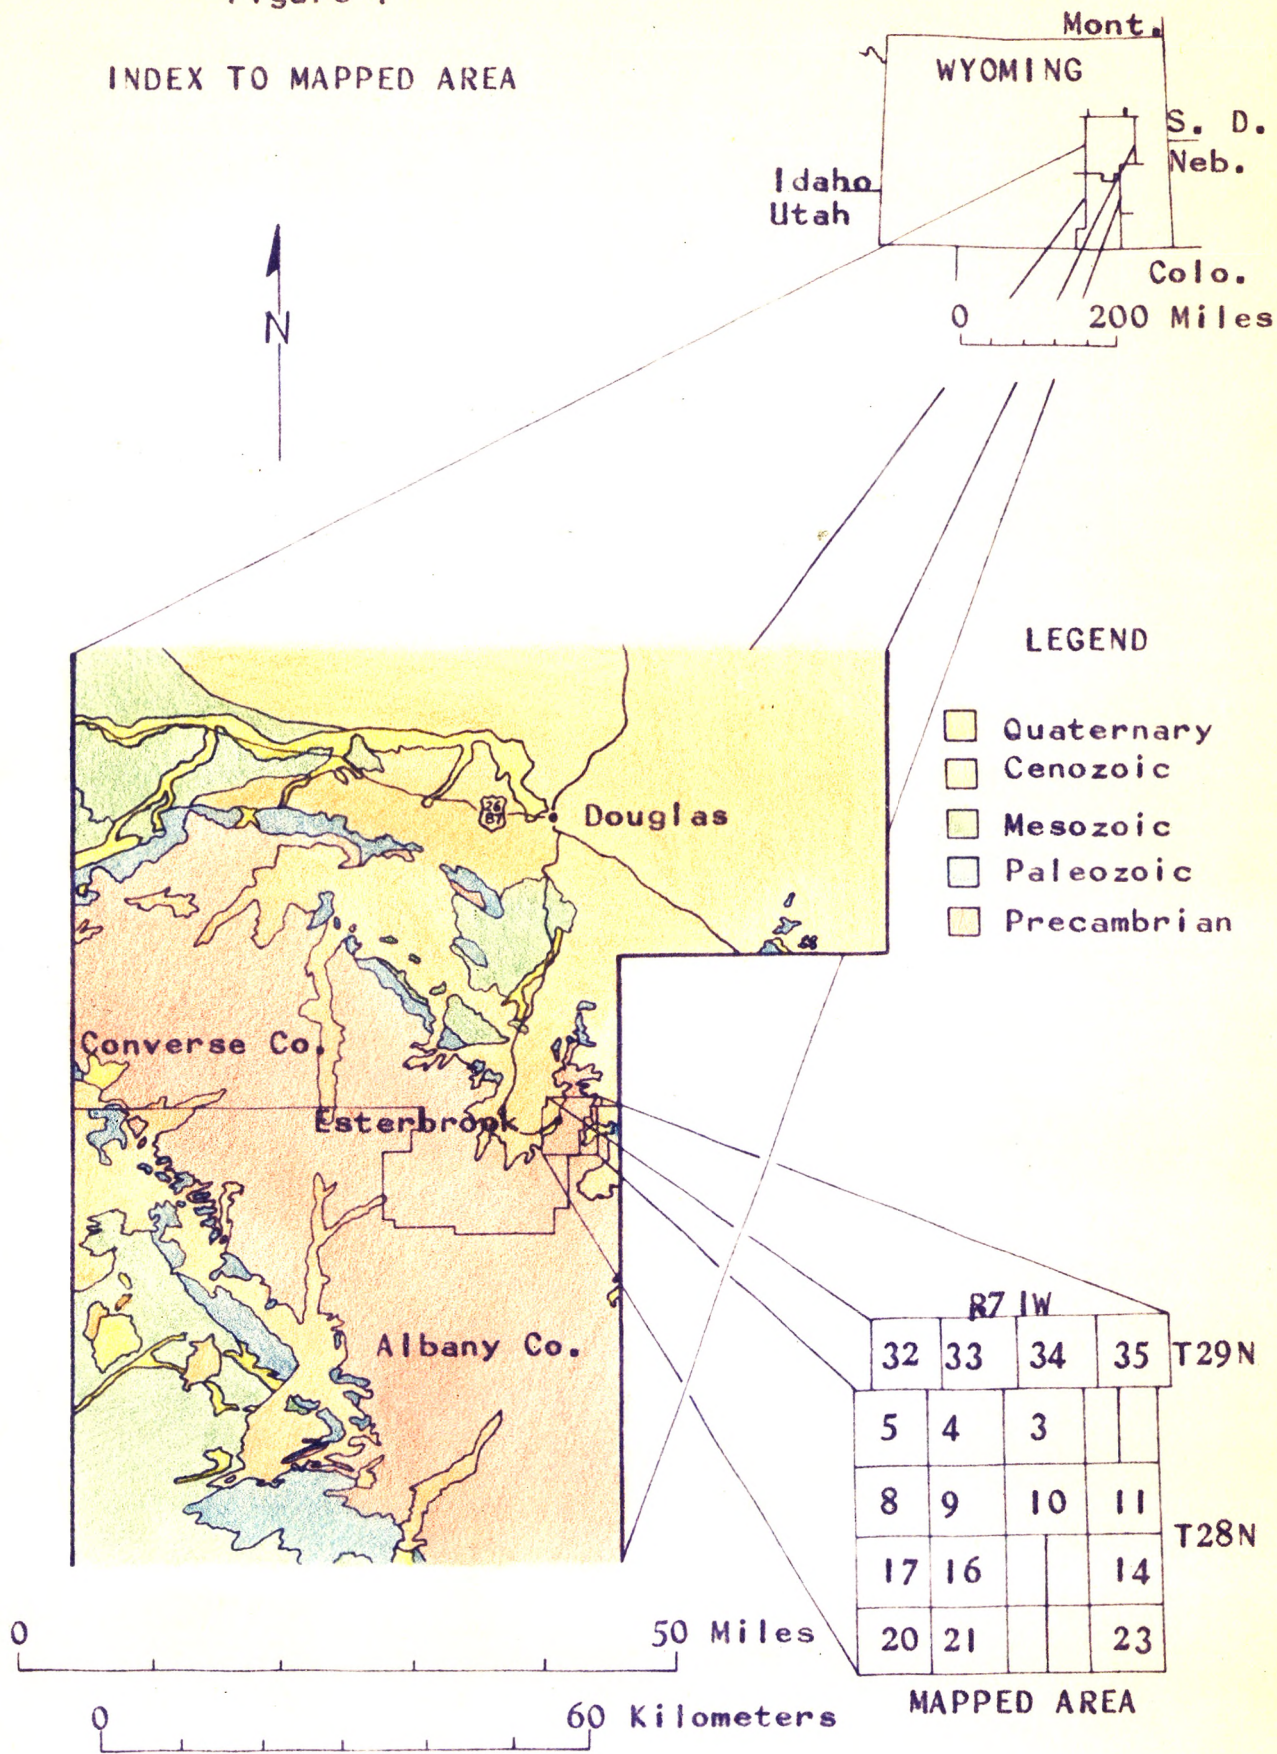 INDEX TO MAPPED AREA
Mont.
WYOMING
S. D.
Neb.
Idaho
Utah
Colo.
0 200 Miles
N
LEGEND
Quaternary
Cenozoic
Mesozoic
Paleozoic
Precambrian
26
87
Douglas
Converse Co.
Esterbrook
Albany Co.
R71W
32 33 34 35 T29N
5 4 3
8 9 10 11
T28N
17 16 14
20 21 23
MAPPED AREA
0 50 Miles
0 60 Kilometers